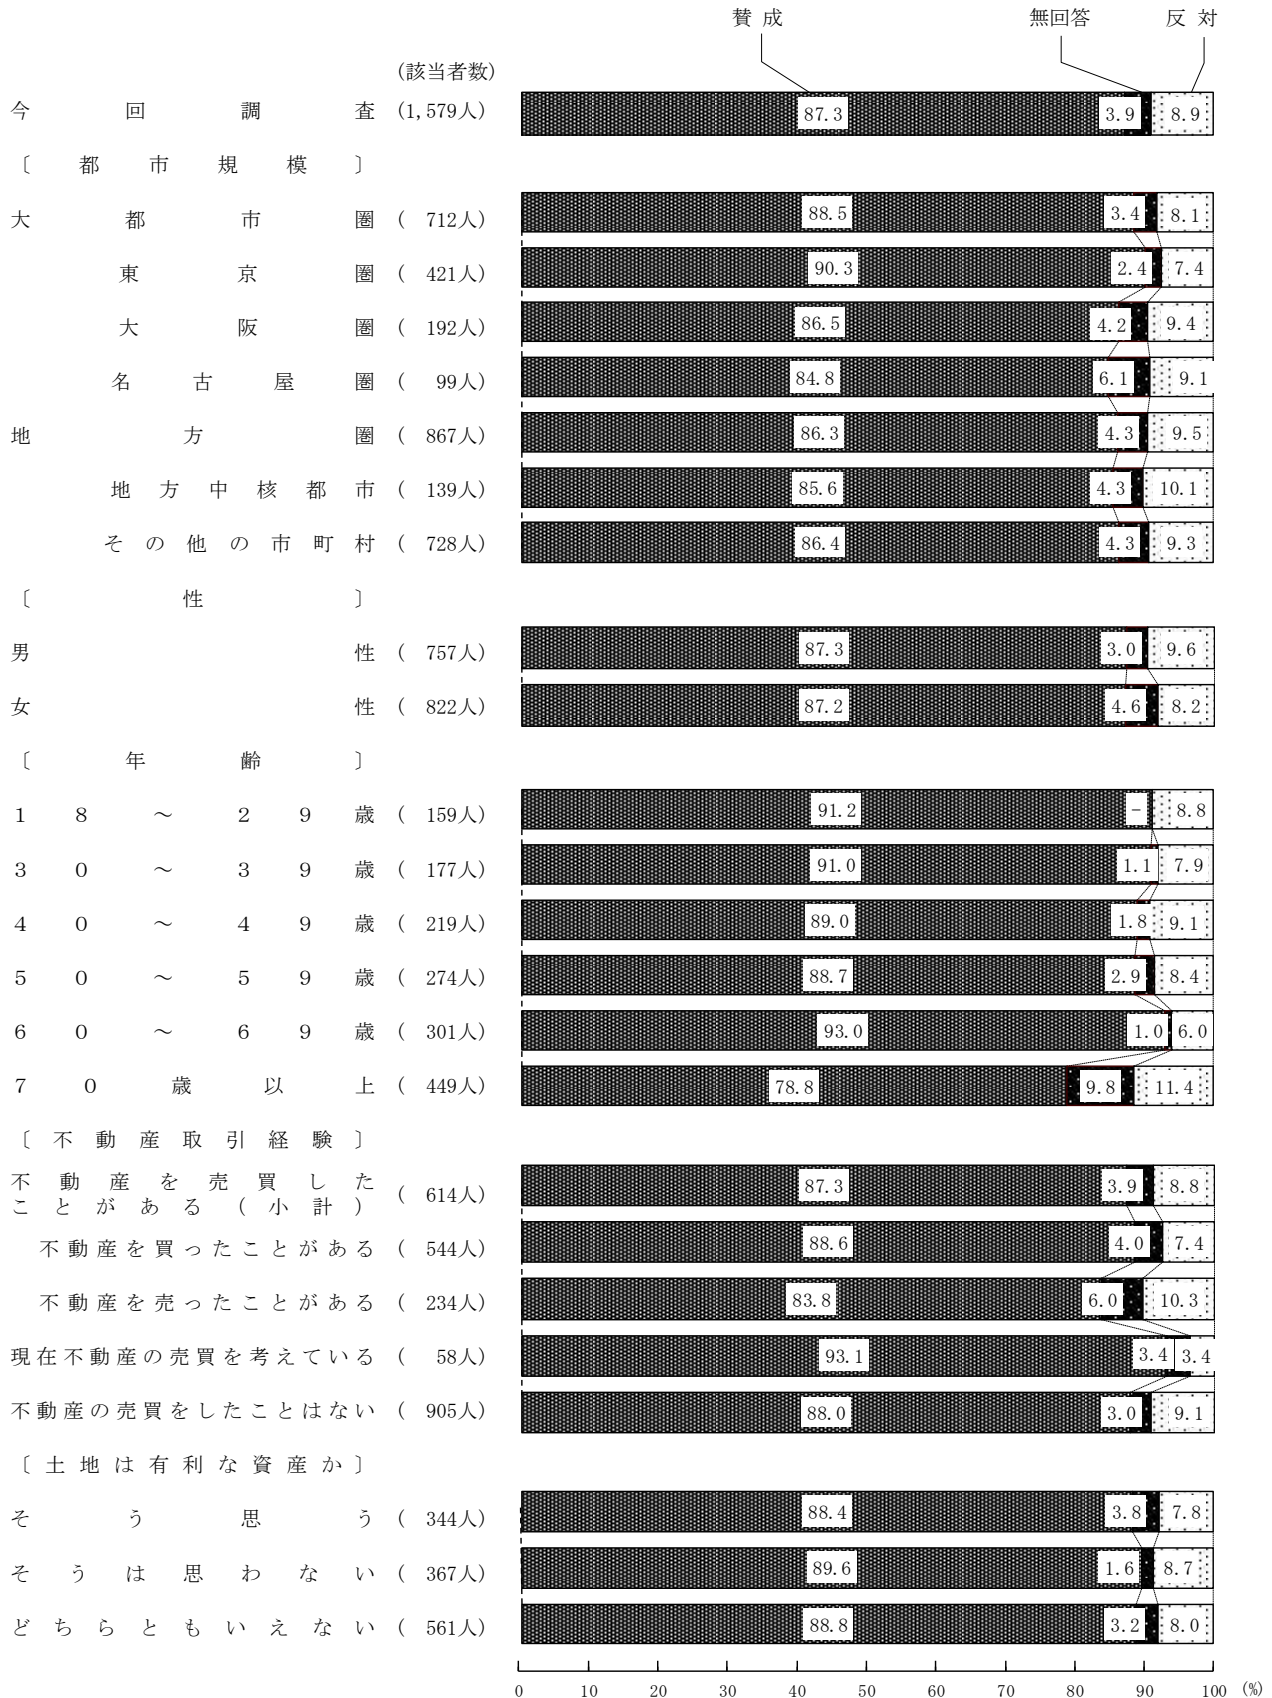 賛 成 無回答 反 対
(該当者数)
今回調査 (1,579人) 87.3 3.9 8.9
〔都市規模〕
大都市圏 ( 712人) 88.5 3.4 8.1
東京圏 ( 421人) 90.3 2.4 7.4
大阪圏 ( 192人) 86.5 4.2 9.4
名古屋圏 ( 99人) 84.8 6.1 9.1
地方圏 ( 867人) 86.3 4.3 9.5
地方中核都市 ( 139人) 85.6 4.3 10.1
その他の市町村 ( 728人) 86.4 4.3 9.3
〔性〕
男性 ( 757人) 87.3 3.0 9.6
女性 ( 822人) 87.2 4.6 8.2
〔年齢〕
18～29歳 ( 159人) 91.2 - 8.8
30～39歳 ( 177人) 91.0 1.1 7.9
40～49歳 ( 219人) 89.0 1.8 9.1
50～59歳 ( 274人) 88.7 2.9 8.4
60～69歳 ( 301人) 93.0 1.0 6.0
70歳以上 ( 449人) 78.8 9.8 11.4
〔不動産取引経験〕
不動産を売買した
ことがある(小計) ( 614人) 87.3 3.9 8.8
不動産を買ったことがある ( 544人) 88.6 4.0 7.4
不動産を売ったことがある ( 234人) 83.8 6.0 10.3
現在不動産の売買を考えている ( 58人) 93.1 3.4 3.4
不動産の売買をしたことはない ( 905人) 88.0 3.0 9.1
〔土地は有利な資産か〕
そう思う ( 344人) 88.4 3.8 7.8
そうは思わない ( 367人) 89.6 1.6 8.7
どちらともいえない ( 561人) 88.8 3.2 8.0
0 10 20 30 40 50 60 70 80 90 100 (%)